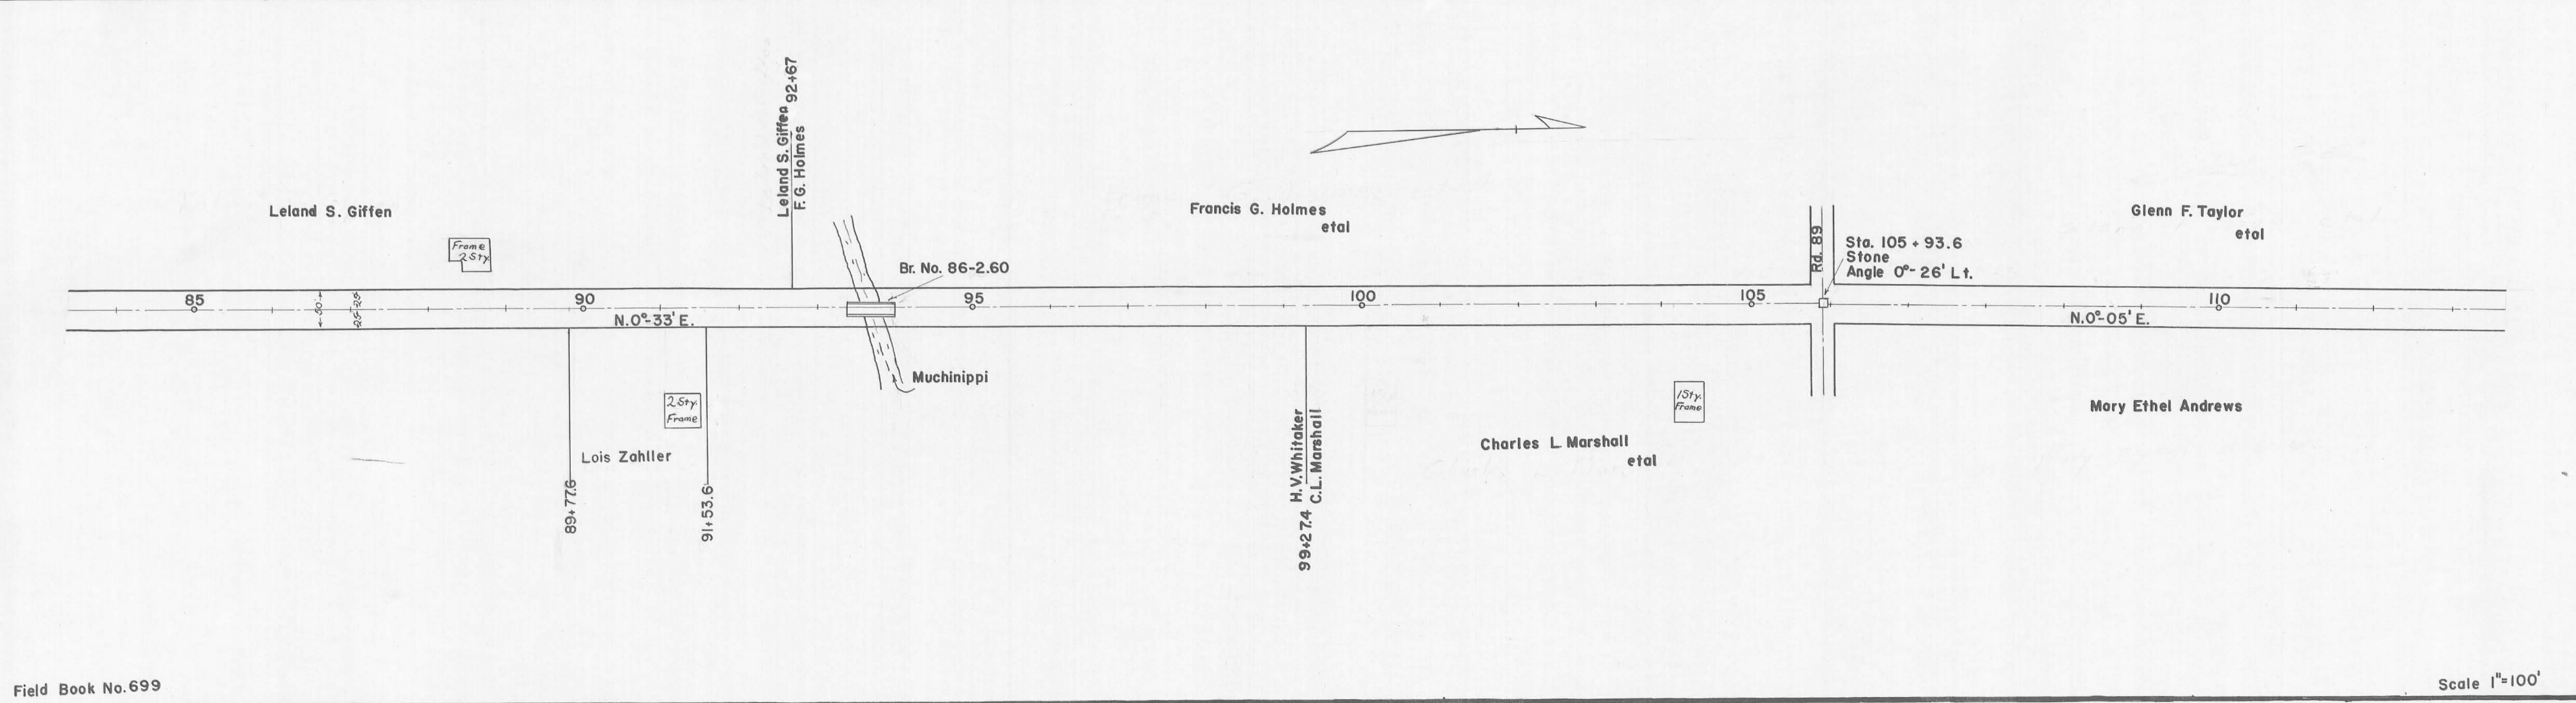 Leland S. Giffen 92+67
F. G. Holmes
Leland S. Giffen
Francis G. Holmes
etal
Glenn F. Taylor
etal
Frame
2 Sty.
Rd. 89
Sta. 105 + 93.6
Stone
Angle 0°-26' Lt.
Br. No. 86-2.60
85
90
95
100
105
110
50'
25' 25'
N.0°-33' E.
N.0°-05' E.
Muchinippi
2 Sty.
Frame
1 Sty.
Frame
Mary Ethel Andrews
Charles L. Marshall
etal
Lois Zahller
89+77.6
91+53.6
99+27.4 H.V. Whitaker
C.L. Marshall
Field Book No. 699
Scale 1"=100'